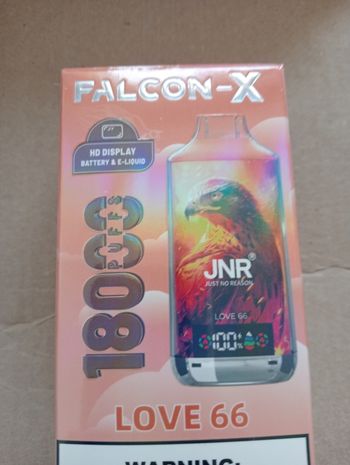 FALCON-X
HD DISPLAY
BATTERY & E-LIQUID
18000
PUFFS
JNR®
JUST NO REASON
LOVE 66
100%
LOVE 66
WARNING: